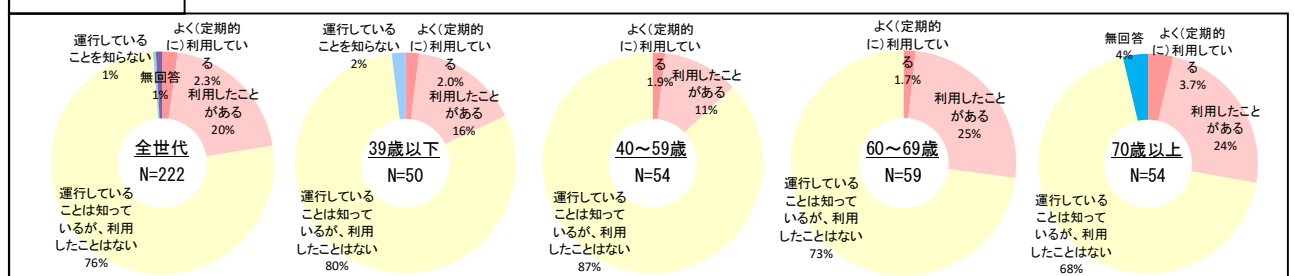 運行している
ことを知らない
1%
無回答
1%
よく(定期的
に)利用してい
る
2.3%
利用したこと
がある
20%
全世代
N=222
運行している
ことは知って
いるが、利用
したことはない
76%
運行している
ことを知らない
2%
よく(定期的
に)利用してい
る
2.0%
利用したこと
がある
16%
39歳以下
N=50
運行している
ことは知って
いるが、利用
したことはない
80%
よく(定期的
に)利用してい
る
1.9%
利用したこと
がある
11%
40～59歳
N=54
運行している
ことは知って
いるが、利用
したことはない
87%
よく(定期的
に)利用してい
る
1.7%
利用したこと
がある
25%
60～69歳
N=59
運行している
ことは知って
いるが、利用
したことはない
73%
無回答
4%
よく(定期的
に)利用している
3.7%
利用したこと
がある
24%
70歳以上
N=54
運行している
ことは知って
いるが、利用
したことはない
68%